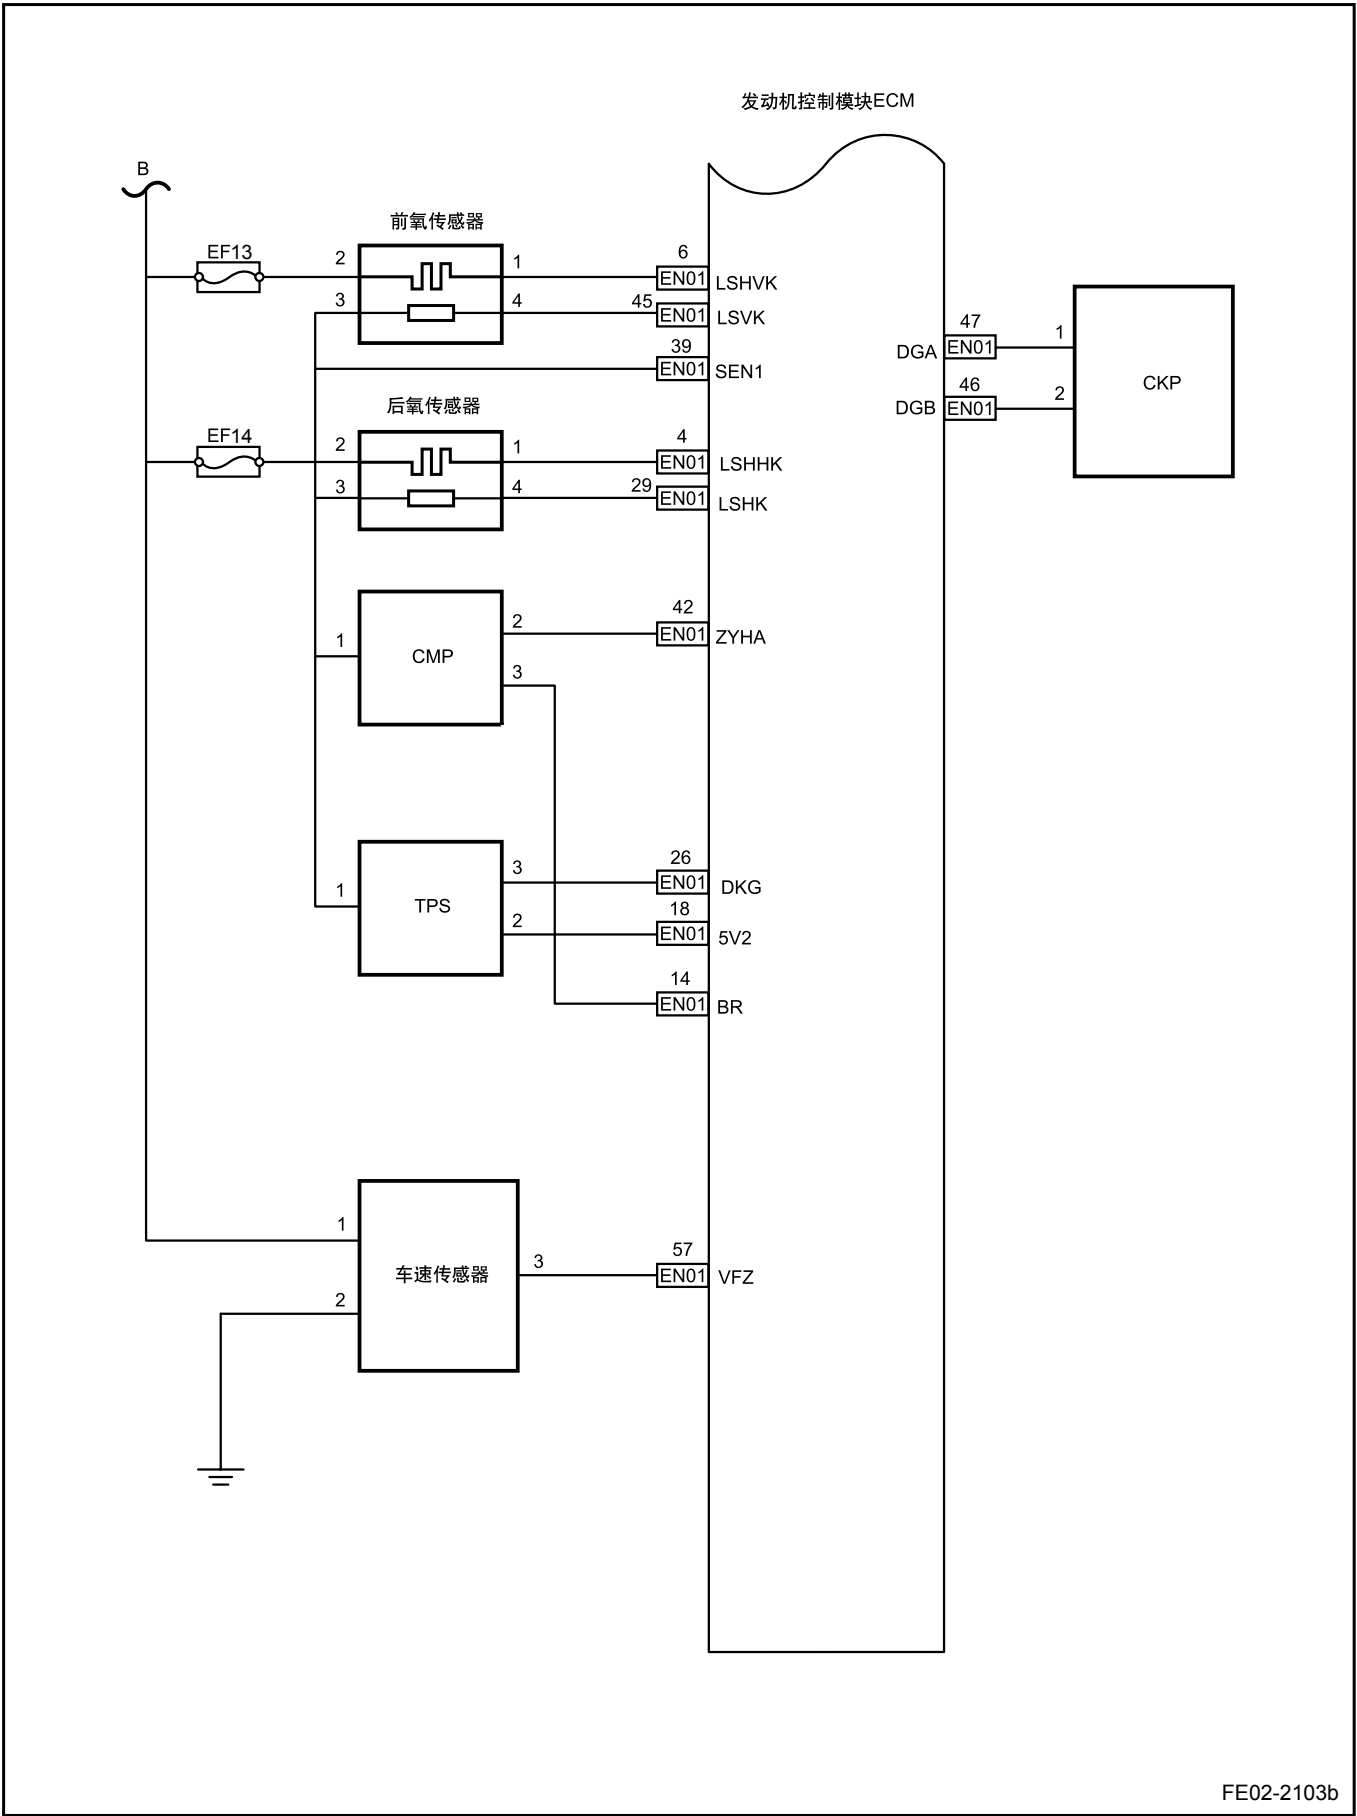 发动机控制模块ECM
B
前氧传感器
EF13
2
1
6
EN01
LSHVK
3
4
45
EN01
LSVK
39
EN01
SEN1
47
DGA
EN01
1
CKP
46
DGB
EN01
2
后氧传感器
EF14
2
1
4
EN01
LSHHK
3
4
29
EN01
LSHK
1
CMP
2
42
EN01
ZYHA
3
1
TPS
3
26
EN01
DKG
2
18
EN01
5V2
14
EN01
BR
1
车速传感器
3
57
EN01
VFZ
2
FE02-2103b